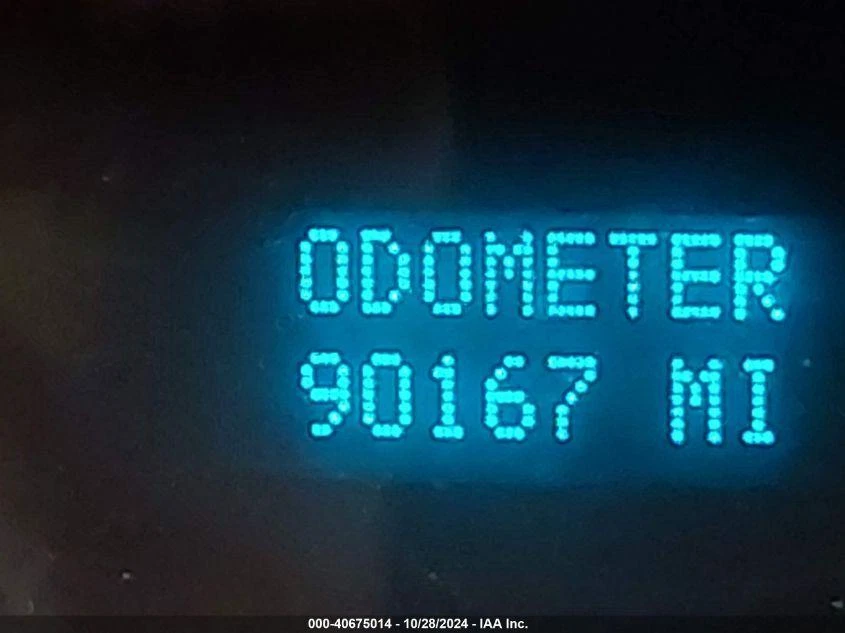 ODOMETER
90167 MI
000-40675014 - 10/28/2024 - IAA Inc.